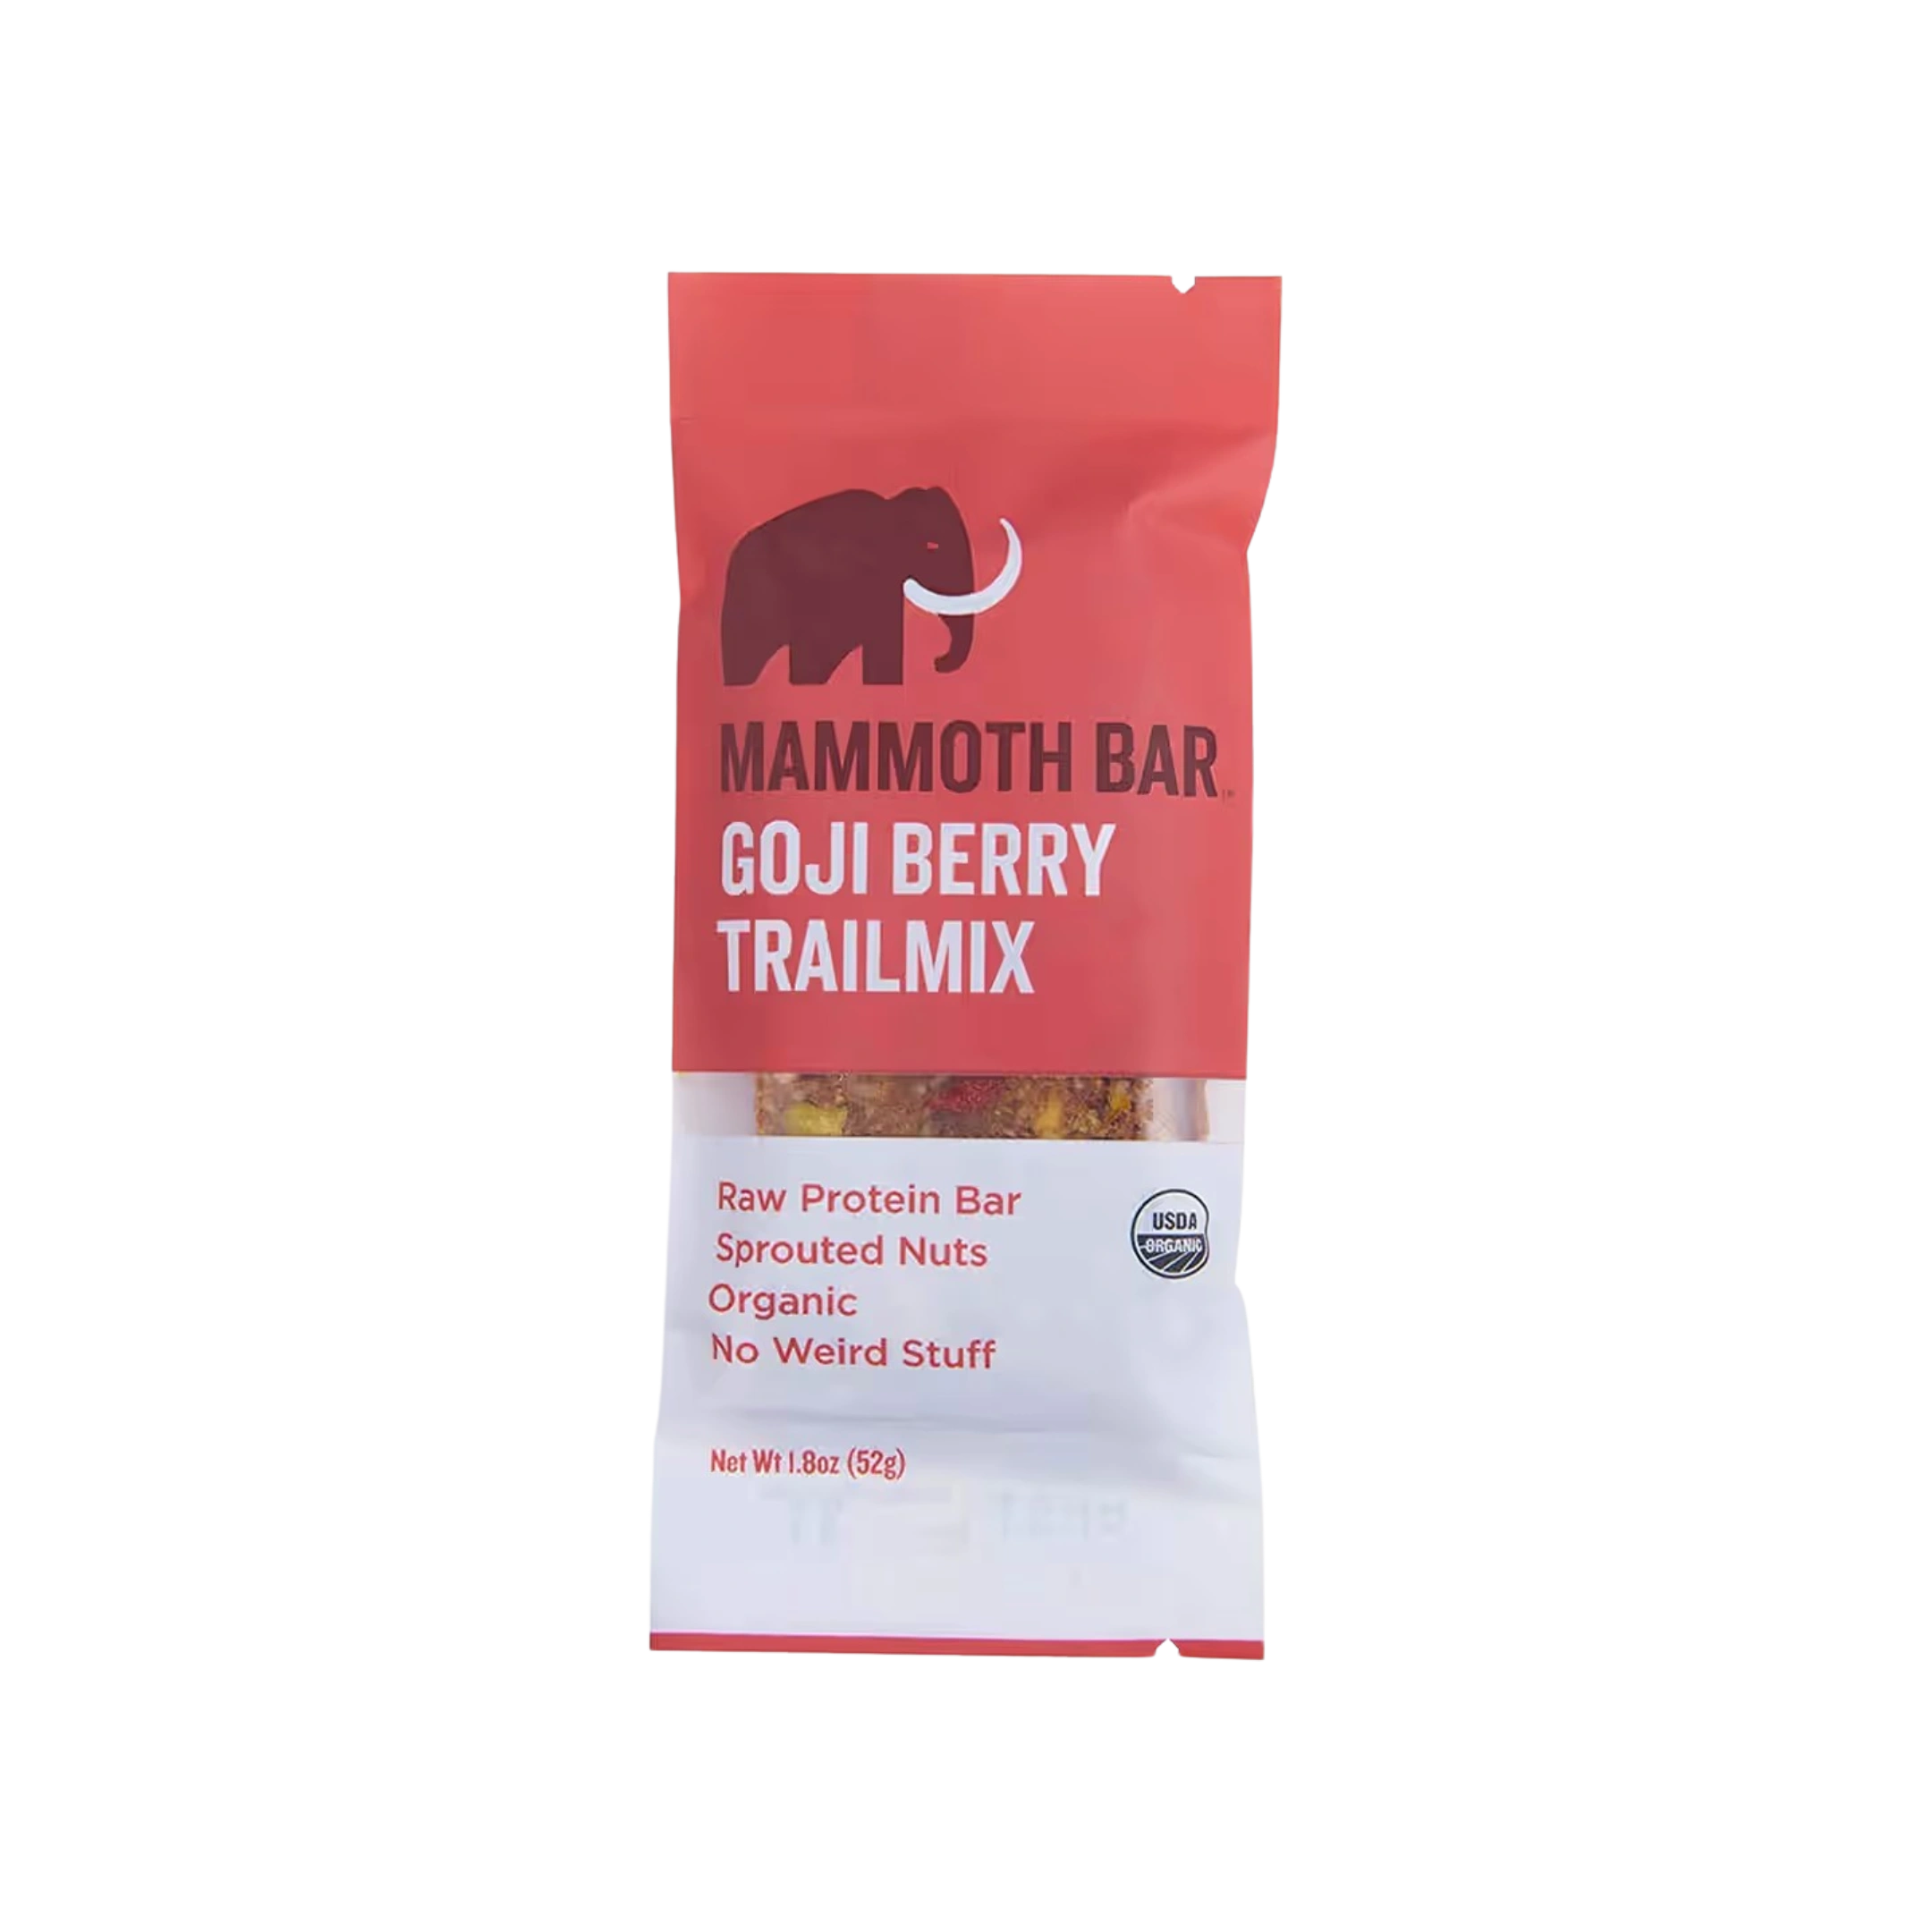 MAMMOTH BAR™
GOJI BERRY
TRAILMIX
Raw Protein Bar
Sprouted Nuts
Organic
No Weird Stuff
USDA
ORGANIC
Net Wt 1.8oz (52g)